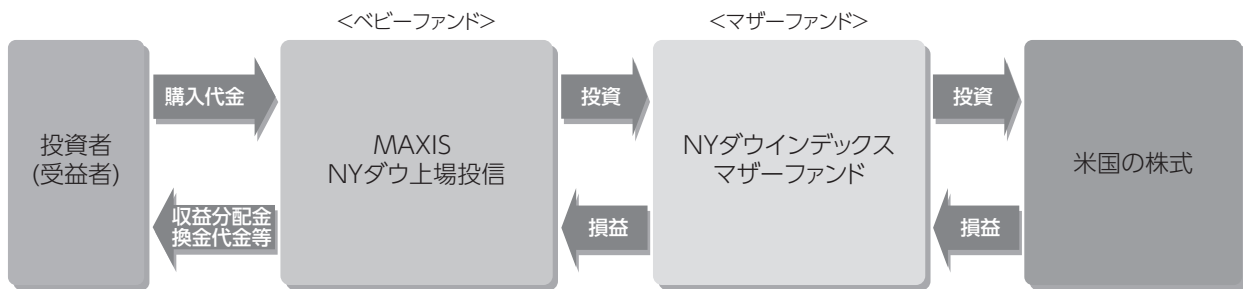 <ベビーファンド>
<マザーファンド>
投資者
(受益者)
購入代金
収益分配金
換金代金等
MAXIS
NYダウ上場投信
投資
損益
NYダウインデックス
マザーファンド
投資
損益
米国の株式